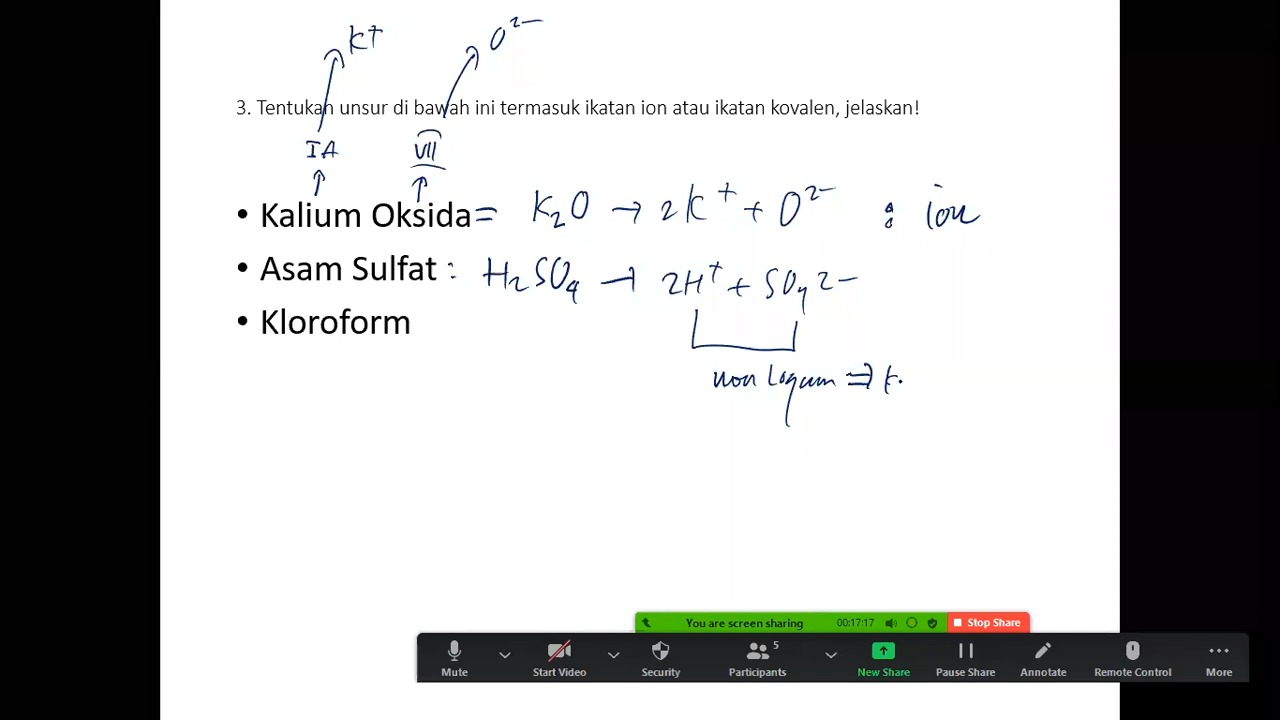 K+ O2−
3. Tentukan unsur di bawah ini termasuk ikatan ion atau ikatan kovalen, jelaskan!
IA VII
• Kalium Oksida = K2O → 2K+ + O2− : ion
• Asam Sulfat : H2SO4 → 2H+ + SO4 2−
• Kloroform
non logam ⇒ k.
You are screen sharing 00:17:17 Stop Share
5
Mute Start Video Security Participants New Share Pause Share Annotate Remote Control More